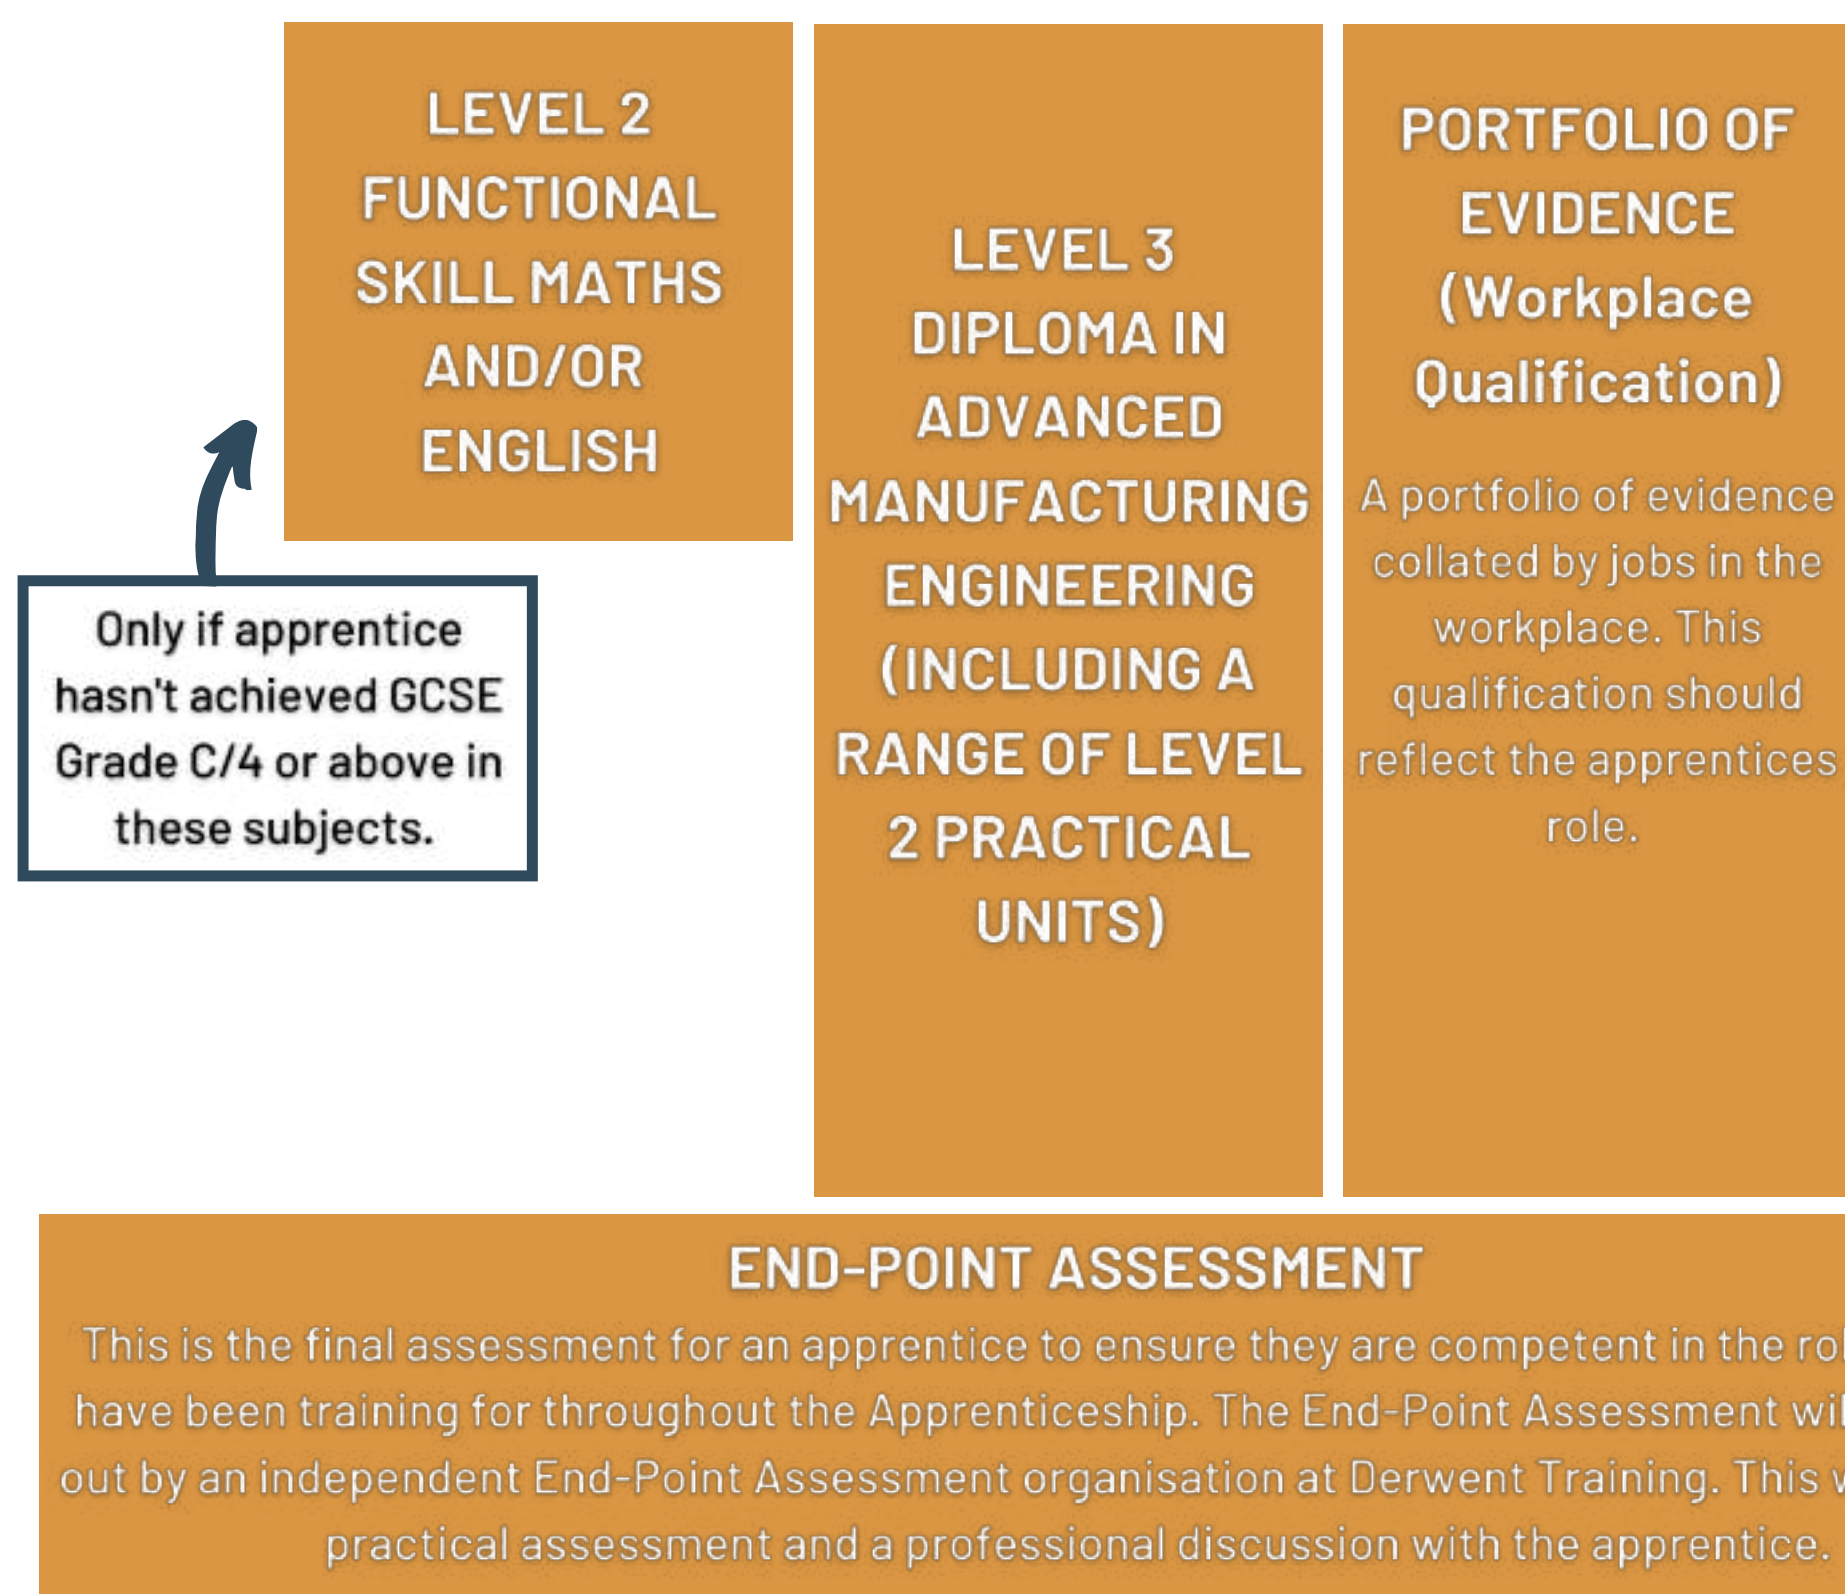 LEVEL 2
FUNCTIONAL
SKILL MATHS
AND/OR
ENGLISH
Only if apprentice
hasn't achieved GCSE
Grade C/4 or above in
these subjects.
LEVEL 3
DIPLOMA IN
ADVANCED
MANUFACTURING
ENGINEERING
(INCLUDING A
RANGE OF LEVEL
2 PRACTICAL
UNITS)
PORTFOLIO OF
EVIDENCE
(Workplace
Qualification)
A portfolio of evidence
collated by jobs in the
workplace. This
qualification should
reflect the apprentices
role.
END-POINT ASSESSMENT
This is the final assessment for an apprentice to ensure they are competent in the
have been training for throughout the Apprenticeship. The End-Point Assessment
out by an independent End-Point Assessment organisation at Derwent Training. This
practical assessment and a professional discussion with the apprentice.